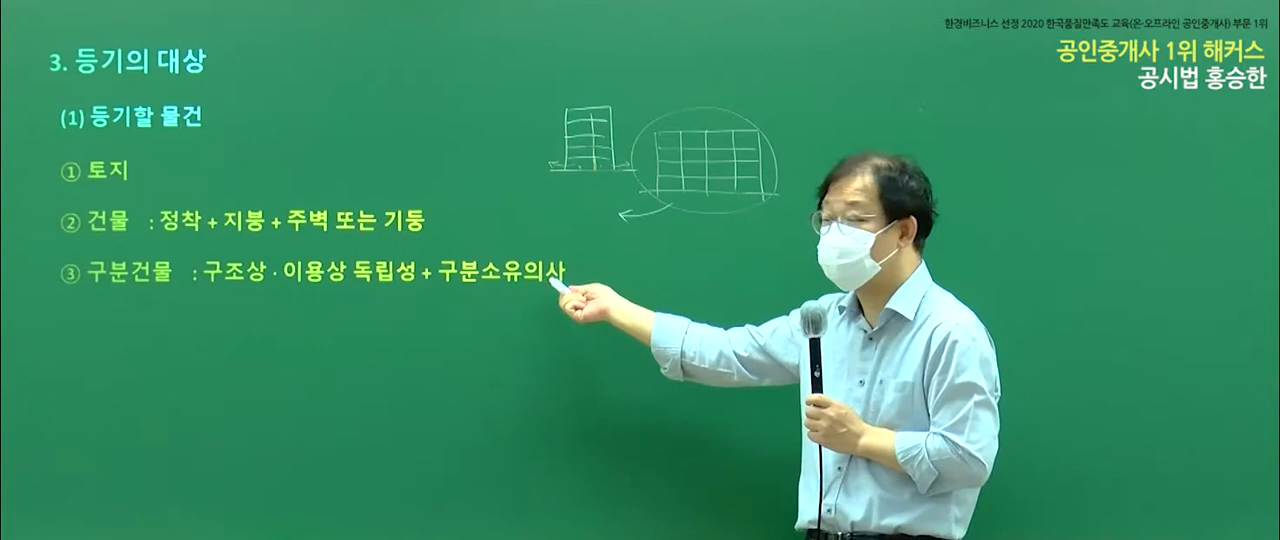 한경비즈니스 선정 2020 한국품질만족도 교육(온·오프라인 공인중개사) 부문 1위
공인중개사 1위 해커스
공시법 홍승한
3. 등기의 대상
(1) 등기할 물건
① 토지
② 건물 : 정착 + 지붕 + 주벽 또는 기둥
③ 구분건물 : 구조상 · 이용상 독립성 + 구분소유의사